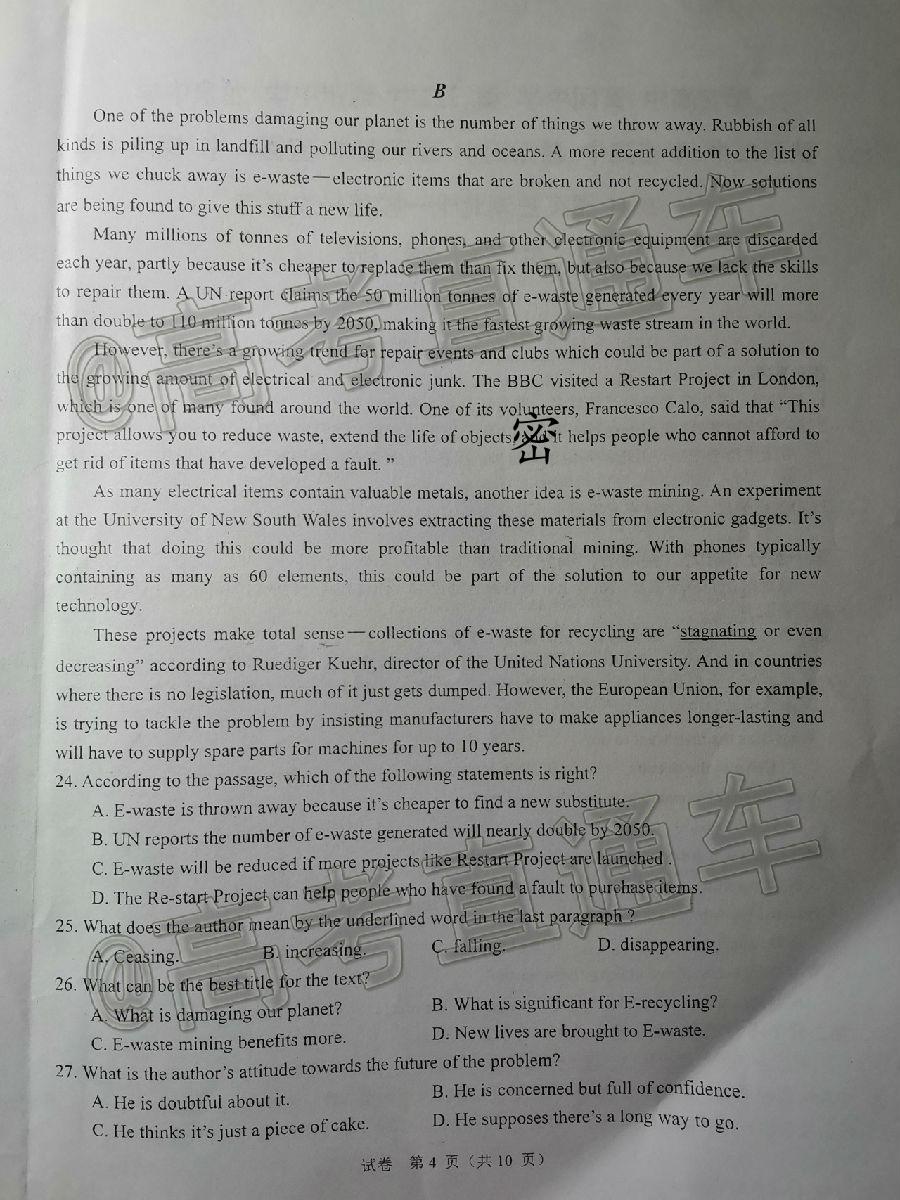 B
One of the problems damaging our planet is the number of things we throw away. Rubbish of all
kinds is piling up in landfill and polluting our rivers and oceans. A more recent addition to the list of
things we chuck away is e-waste—electronic items that are broken and not recycled. Now solutions
are being found to give this stuff a new life.
Many millions of tonnes of televisions, phones, and other electronic equipment are discarded
each year, partly because it's cheaper to replace them than fix them, but also because we lack the skills
to repair them. A UN report claims the 50 million tonnes of e-waste generated every year will more
than double to 110 million tonnes by 2050, making it the fastest growing waste stream in the world.
However, there's a growing trend for repair events and clubs which could be part of a solution to
the growing amount of electrical and electronic junk. The BBC visited a Restart Project in London,
which is one of many found around the world. One of its volunteers, Francesco Calo, said that "This
project allows you to reduce waste, extend the life of objects, and it helps people who cannot afford to
get rid of items that have developed a fault. "
密
As many electrical items contain valuable metals, another idea is e-waste mining. An experiment
at the University of New South Wales involves extracting these materials from electronic gadgets. It's
thought that doing this could be more profitable than traditional mining. With phones typically
containing as many as 60 elements, this could be part of the solution to our appetite for new
technology.
These projects make total sense—collections of e-waste for recycling are "stagnating or even
decreasing" according to Ruediger Kuehr, director of the United Nations University. And in countries
where there is no legislation, much of it just gets dumped. However, the European Union, for example,
is trying to tackle the problem by insisting manufacturers have to make appliances longer-lasting and
will have to supply spare parts for machines for up to 10 years.
24. According to the passage, which of the following statements is right?
A. E-waste is thrown away because it's cheaper to find a new substitute.
B. UN reports the number of e-waste generated will nearly double by 2050.
C. E-waste will be reduced if more projects like Restart Project are launched .
D. The Re-start Project can help people who have found a fault to purchase items.
25. What does the author mean by the underlined word in the last paragraph ?
A. Ceasing. B. increasing. C. falling. D. disappearing.
26. What can be the best title for the text?
A. What is damaging our planet? B. What is significant for E-recycling?
C. E-waste mining benefits more. D. New lives are brought to E-waste.
27. What is the author's attitude towards the future of the problem?
A. He is doubtful about it. B. He is concerned but full of confidence.
C. He thinks it's just a piece of cake. D. He supposes there's a long way to go.
试卷 第 4 页（共 10 页）
@高考直通车
@高考直通车